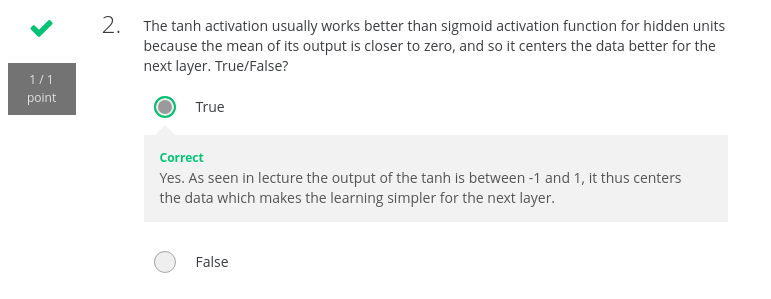 2.
The tanh activation usually works better than sigmoid activation function for hidden units
because the mean of its output is closer to zero, and so it centers the data better for the
next layer. True/False?
1 / 1
point
True
Correct
Yes. As seen in lecture the output of the tanh is between -1 and 1, it thus centers
the data which makes the learning simpler for the next layer.
False